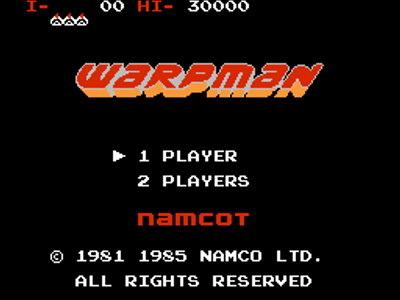 I- 00 HI- 30000
WARPMAN
1 PLAYER
2 PLAYERS
namcot
© 1981 1985 NAMCO LTD.
ALL RIGHTS RESERVED